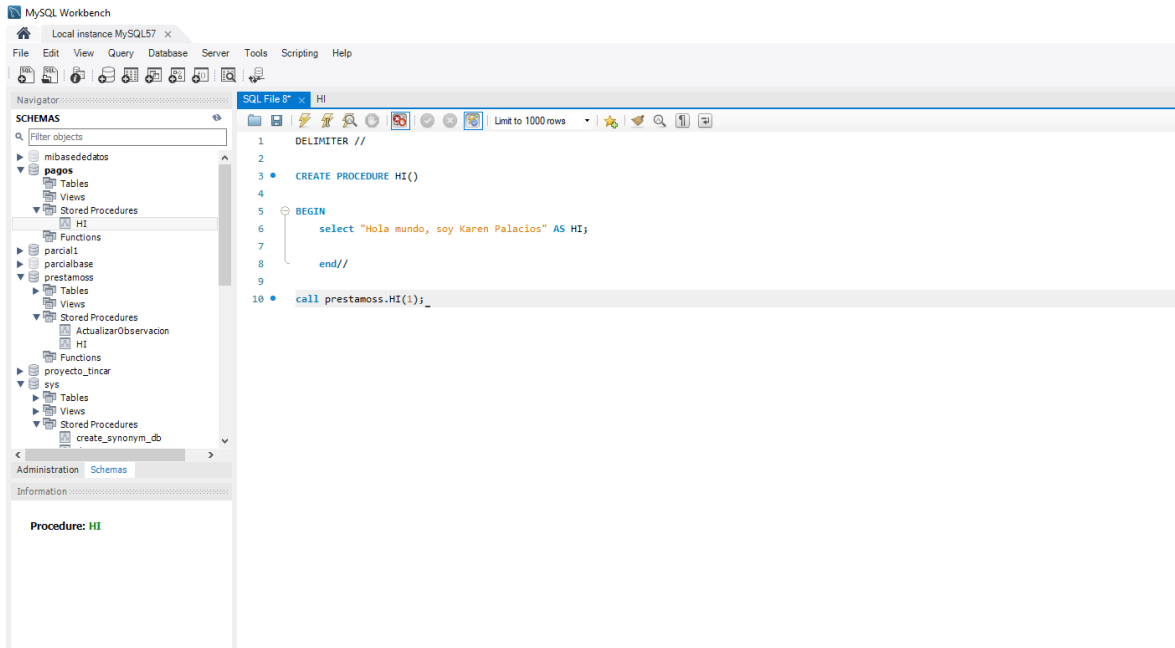 MySQL Workbench
Local instance MySQL57 ×
File Edit View Query Database Server Tools Scripting Help
Navigator
SCHEMAS
Filter objects
mibasededatos
pagos
Tables
Views
Stored Procedures
HI
Functions
parcial1
parcialbase
prestamoss
Tables
Views
Stored Procedures
ActualizarObservacion
HI
Functions
proyecto_tincar
sys
Tables
Views
Stored Procedures
create_synonym_db
Administration Schemas
Information
Procedure: HI
SQL File 8* × HI
Limit to 1000 rows
1 DELIMITER //
2
3 CREATE PROCEDURE HI()
4
5 BEGIN
6 select "Hola mundo, soy Karen Palacios" AS HI;
7
8 end//
9
10 call prestamoss.HI(1);